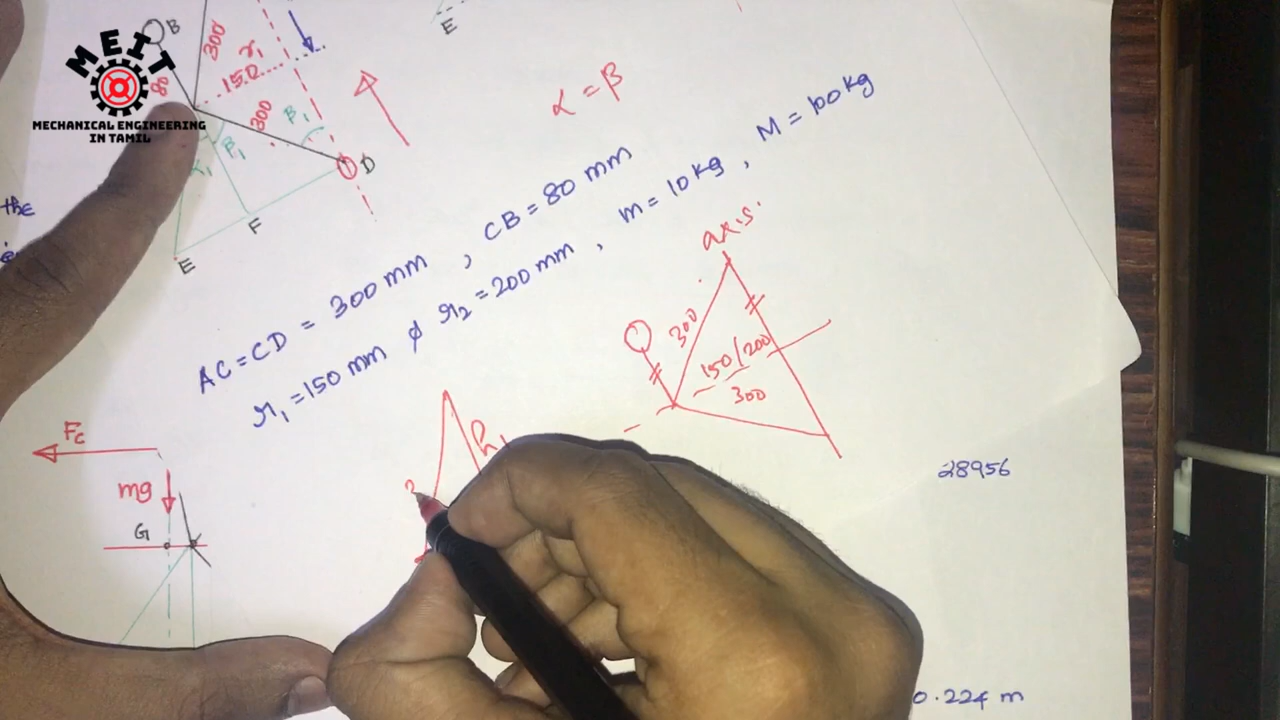 E
B
300
r₁
150
80
300
β₁
α₁
β₁
D
F
E
MEIT
MECHANICAL ENGINEERING
IN TAMIL
the
α = β
AC = CD = 300 mm , CB = 80 mm
r₁ = 150 mm & r₂ = 200 mm , m = 10 kg , M = 100 kg
axis.
300
150/200
300
Fc
mg
G
h₁
28956
0.224 m